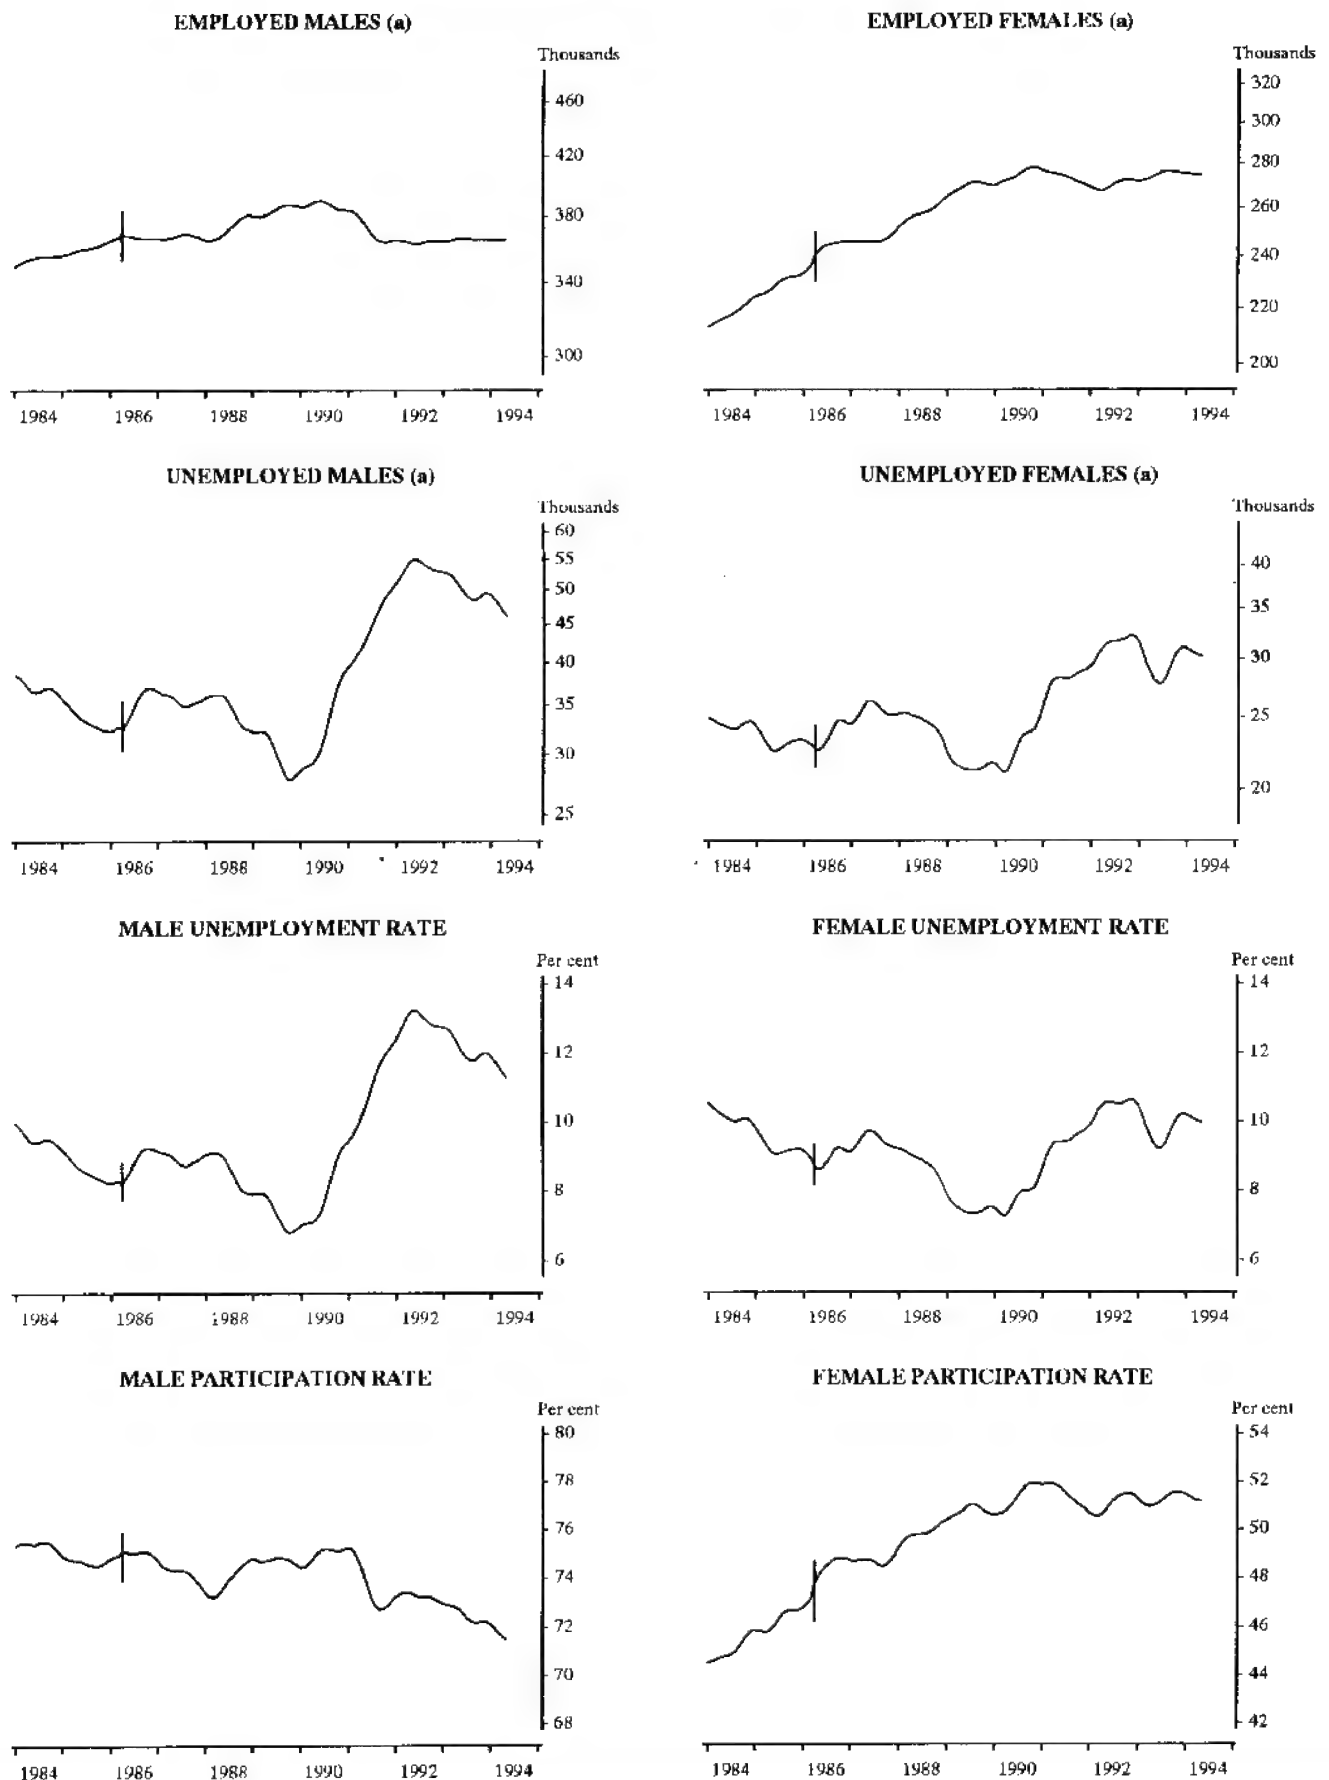 EMPLOYED MALES (a)
Thousands
460
420
380
340
300
1984 1986 1988 1990 1992 1994
EMPLOYED FEMALES (a)
Thousands
320
300
280
260
240
220
200
1984 1986 1988 1990 1992 1994
UNEMPLOYED MALES (a)
Thousands
60
55
50
45
40
35
30
25
1984 1986 1988 1990 1992 1994
UNEMPLOYED FEMALES (a)
Thousands
40
35
30
25
20
1984 1986 1988 1990 1992 1994
MALE UNEMPLOYMENT RATE
Per cent
14
12
10
8
6
1984 1986 1988 1990 1992 1994
FEMALE UNEMPLOYMENT RATE
Per cent
14
12
10
8
6
1984 1986 1988 1990 1992 1994
MALE PARTICIPATION RATE
Per cent
80
78
76
74
72
70
68
1984 1986 1988 1990 1992 1994
FEMALE PARTICIPATION RATE
Per cent
54
52
50
48
46
44
42
1984 1986 1988 1990 1992 1994